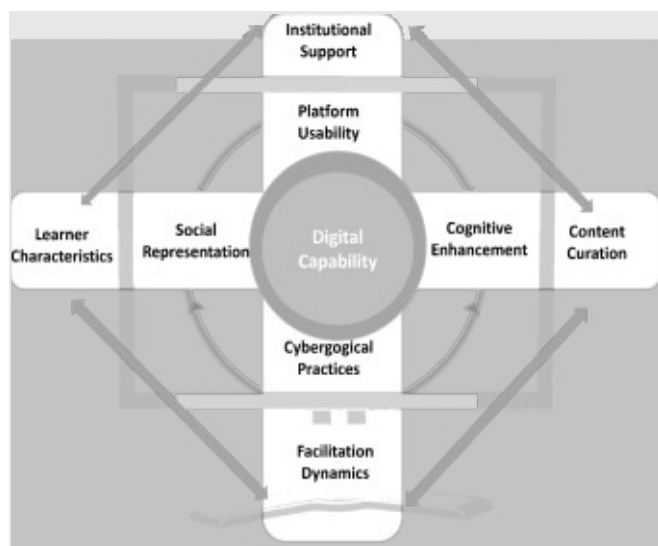 Institutional
Support
Platform
Usability
Learner
Characteristics
Social
Representation
Digital
Capability
Cognitive
Enhancement
Content
Curation
Cybergogical
Practices
Facilitation
Dynamics